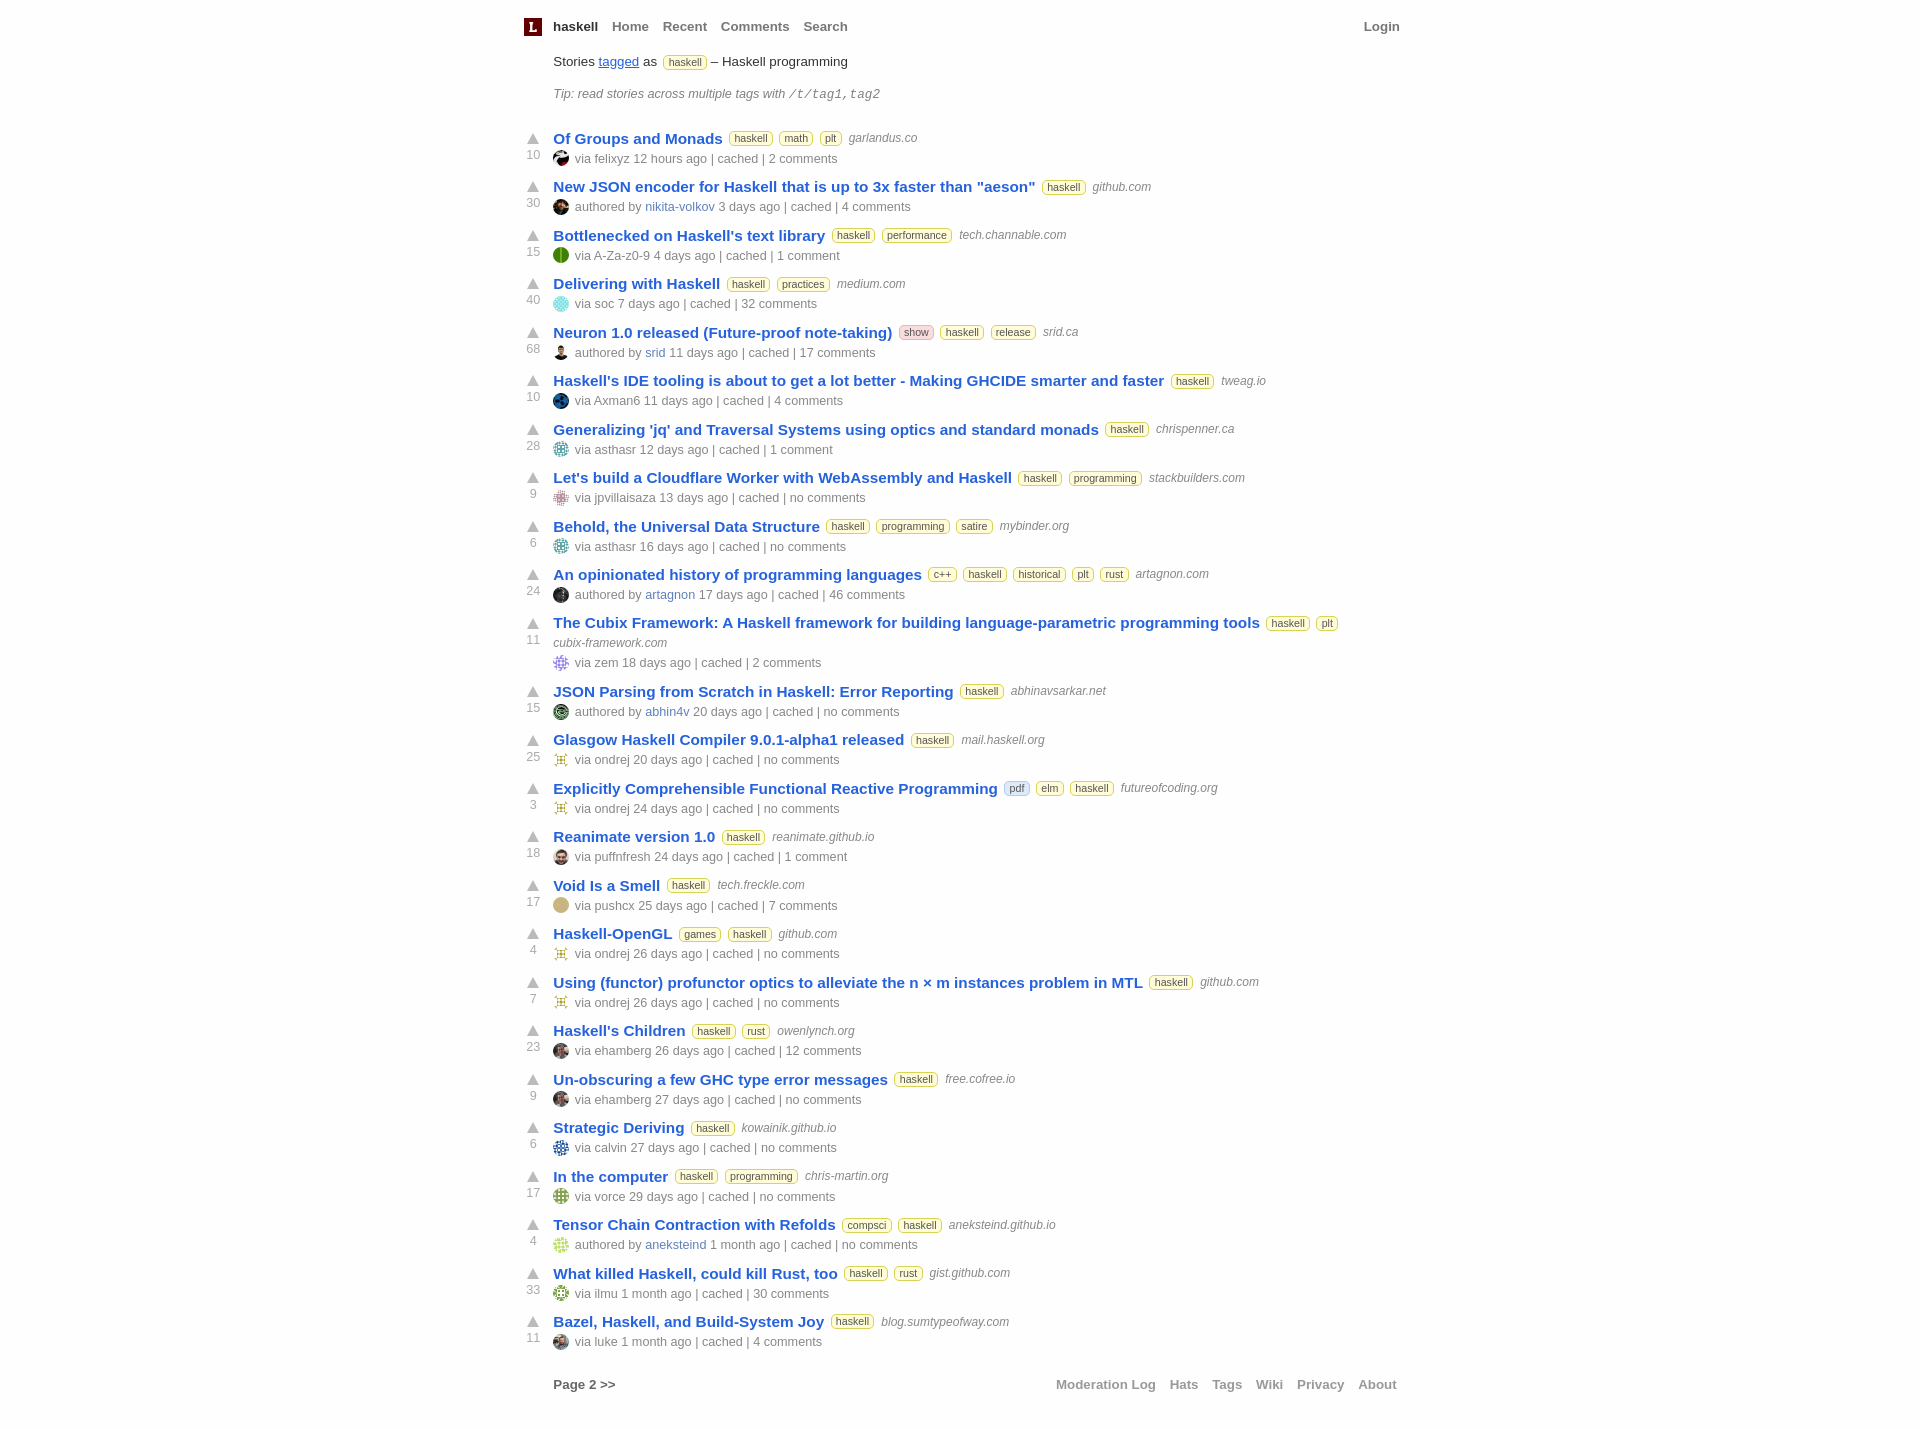 L haskell Home Recent Comments Search Login
Stories tagged as haskell – Haskell programming
Tip: read stories across multiple tags with /t/tag1,tag2
Of Groups and Monads haskell math plt garlandus.co
10 via felixyz 12 hours ago | cached | 2 comments
New JSON encoder for Haskell that is up to 3x faster than "aeson" haskell github.com
30 authored by nikita-volkov 3 days ago | cached | 4 comments
Bottlenecked on Haskell's text library haskell performance tech.channable.com
15 via A-Za-z0-9 4 days ago | cached | 1 comment
Delivering with Haskell haskell practices medium.com
40 via soc 7 days ago | cached | 32 comments
Neuron 1.0 released (Future-proof note-taking) show haskell release srid.ca
68 authored by srid 11 days ago | cached | 17 comments
Haskell's IDE tooling is about to get a lot better - Making GHCIDE smarter and faster haskell tweag.io
10 via Axman6 11 days ago | cached | 4 comments
Generalizing 'jq' and Traversal Systems using optics and standard monads haskell chrispenner.ca
28 via asthasr 12 days ago | cached | 1 comment
Let's build a Cloudflare Worker with WebAssembly and Haskell haskell programming stackbuilders.com
9 via jpvillaisaza 13 days ago | cached | no comments
Behold, the Universal Data Structure haskell programming satire mybinder.org
6 via asthasr 16 days ago | cached | no comments
An opinionated history of programming languages c++ haskell historical plt rust artagnon.com
24 authored by artagnon 17 days ago | cached | 46 comments
The Cubix Framework: A Haskell framework for building language-parametric programming tools haskell plt
11 cubix-framework.com
via zem 18 days ago | cached | 2 comments
JSON Parsing from Scratch in Haskell: Error Reporting haskell abhinavsarkar.net
15 authored by abhin4v 20 days ago | cached | no comments
Glasgow Haskell Compiler 9.0.1-alpha1 released haskell mail.haskell.org
25 via ondrej 20 days ago | cached | no comments
Explicitly Comprehensible Functional Reactive Programming pdf elm haskell futureofcoding.org
3 via ondrej 24 days ago | cached | no comments
Reanimate version 1.0 haskell reanimate.github.io
18 via puffnfresh 24 days ago | cached | 1 comment
Void Is a Smell haskell tech.freckle.com
17 via pushcx 25 days ago | cached | 7 comments
Haskell-OpenGL games haskell github.com
4 via ondrej 26 days ago | cached | no comments
Using (functor) profunctor optics to alleviate the n × m instances problem in MTL haskell github.com
7 via ondrej 26 days ago | cached | no comments
Haskell's Children haskell rust owenlynch.org
23 via ehamberg 26 days ago | cached | 12 comments
Un-obscuring a few GHC type error messages haskell free.cofree.io
9 via ehamberg 27 days ago | cached | no comments
Strategic Deriving haskell kowainik.github.io
6 via calvin 27 days ago | cached | no comments
In the computer haskell programming chris-martin.org
17 via vorce 29 days ago | cached | no comments
Tensor Chain Contraction with Refolds compsci haskell aneksteind.github.io
4 authored by aneksteind 1 month ago | cached | no comments
What killed Haskell, could kill Rust, too haskell rust gist.github.com
33 via ilmu 1 month ago | cached | 30 comments
Bazel, Haskell, and Build-System Joy haskell blog.sumtypeofway.com
11 via luke 1 month ago | cached | 4 comments
Page 2 >> Moderation Log Hats Tags Wiki Privacy About